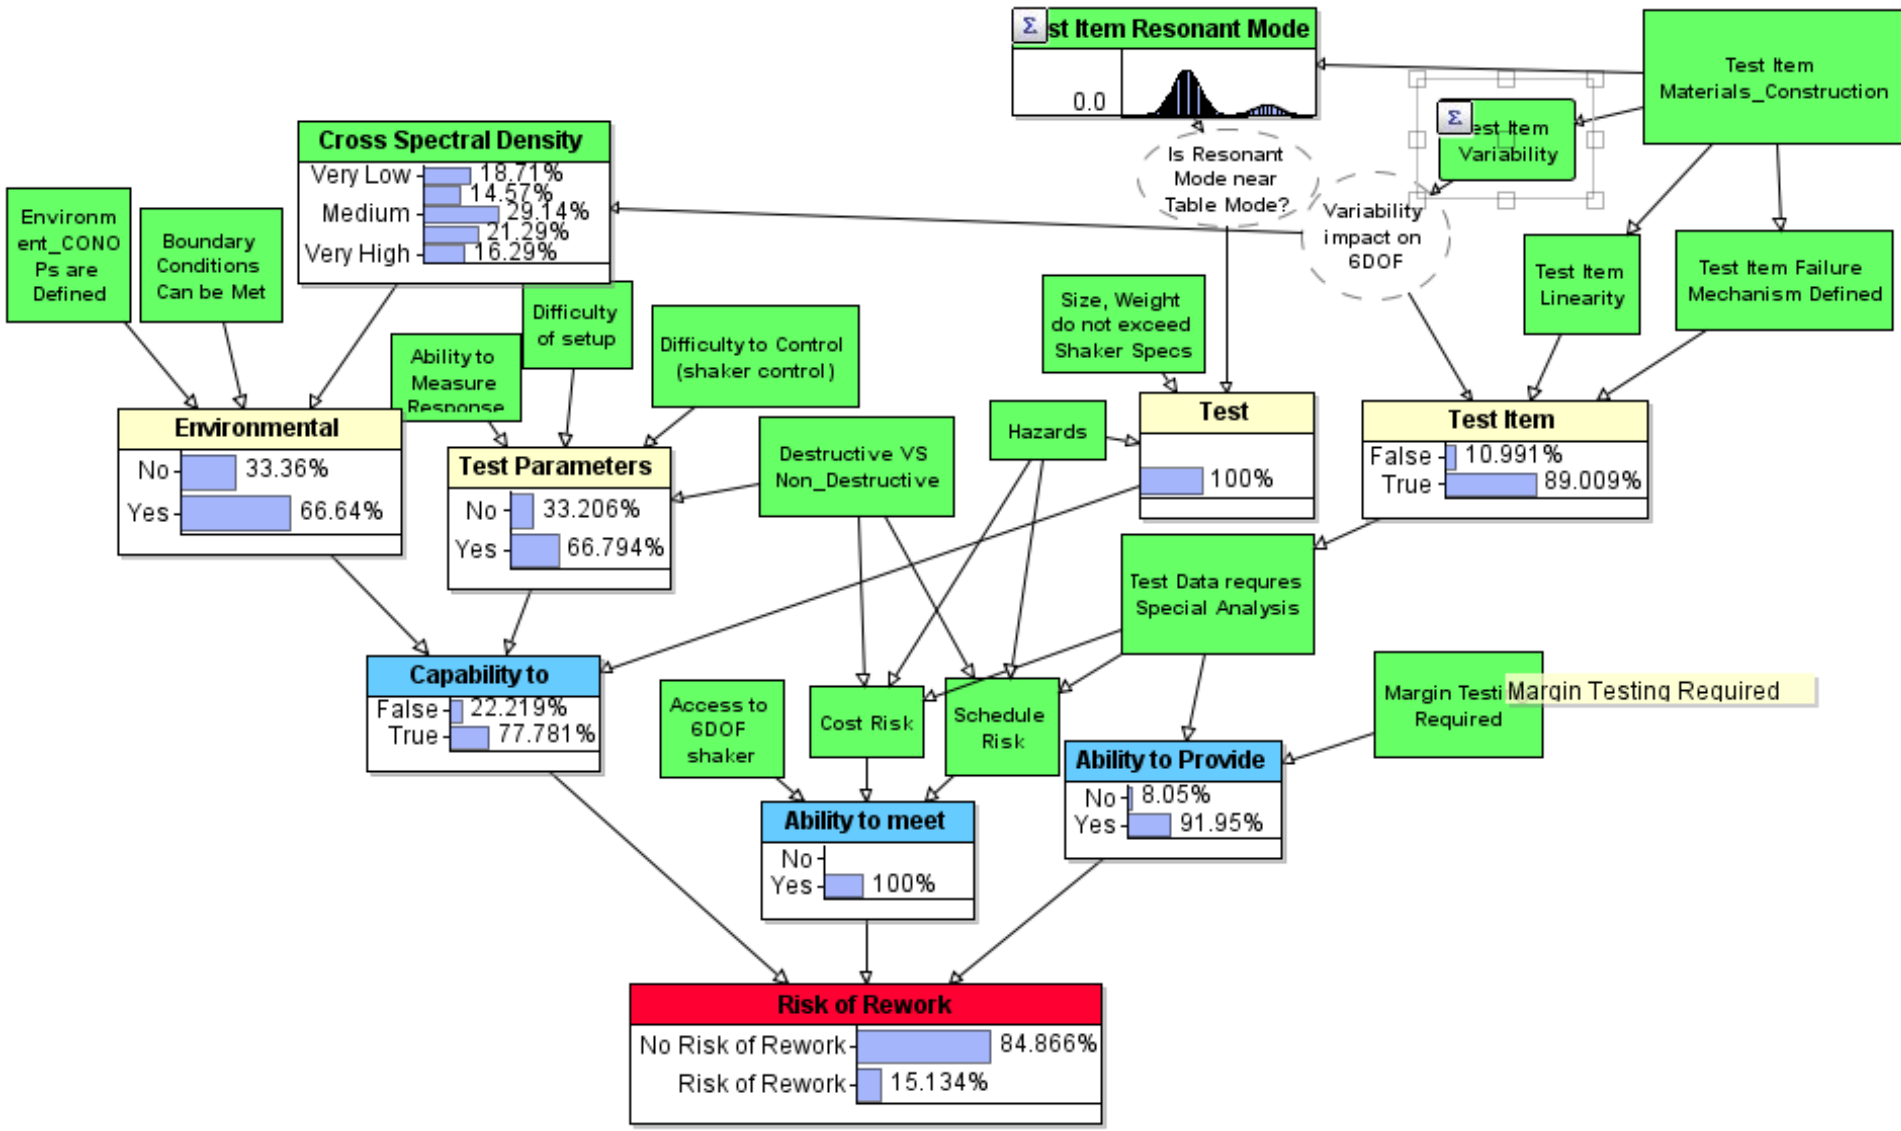 Σ
st Item Resonant Mode
0.0
Test Item
Materials_Construction
Σ
est Item
Variability
Cross Spectral Density
Very Low
18.71%
14.57%
Medium
29.14%
21.29%
Very High
16.29%
Is Resonant
Mode near
Table Mode?
Variability
impact on
6DOF
Environm
ent_CONO
Ps are
Defined
Boundary
Conditions
Can be Met
Test Item
Linearity
Test Item Failure
Mechanism Defined
Difficulty
of setup
Size, Weight
do not exceed
Shaker Specs
Ability to
Measure
Response
Difficulty to Control
(shaker control)
Environmental
No
33.36%
Yes
66.64%
Test Parameters
No
33.206%
Yes
66.794%
Destructive VS
Non_Destructive
Hazards
Test
100%
Test Item
False
10.991%
True
89.009%
Test Data requres
Special Analysis
Capability to
False
22.219%
True
77.781%
Access to
6DOF
shaker
Cost Risk
Schedule
Risk
Margin Testi
Required
Margin Testing Required
Ability to Provide
No
8.05%
Yes
91.95%
Ability to meet
No
Yes
100%
Risk of Rework
No Risk of Rework
84.866%
Risk of Rework
15.134%